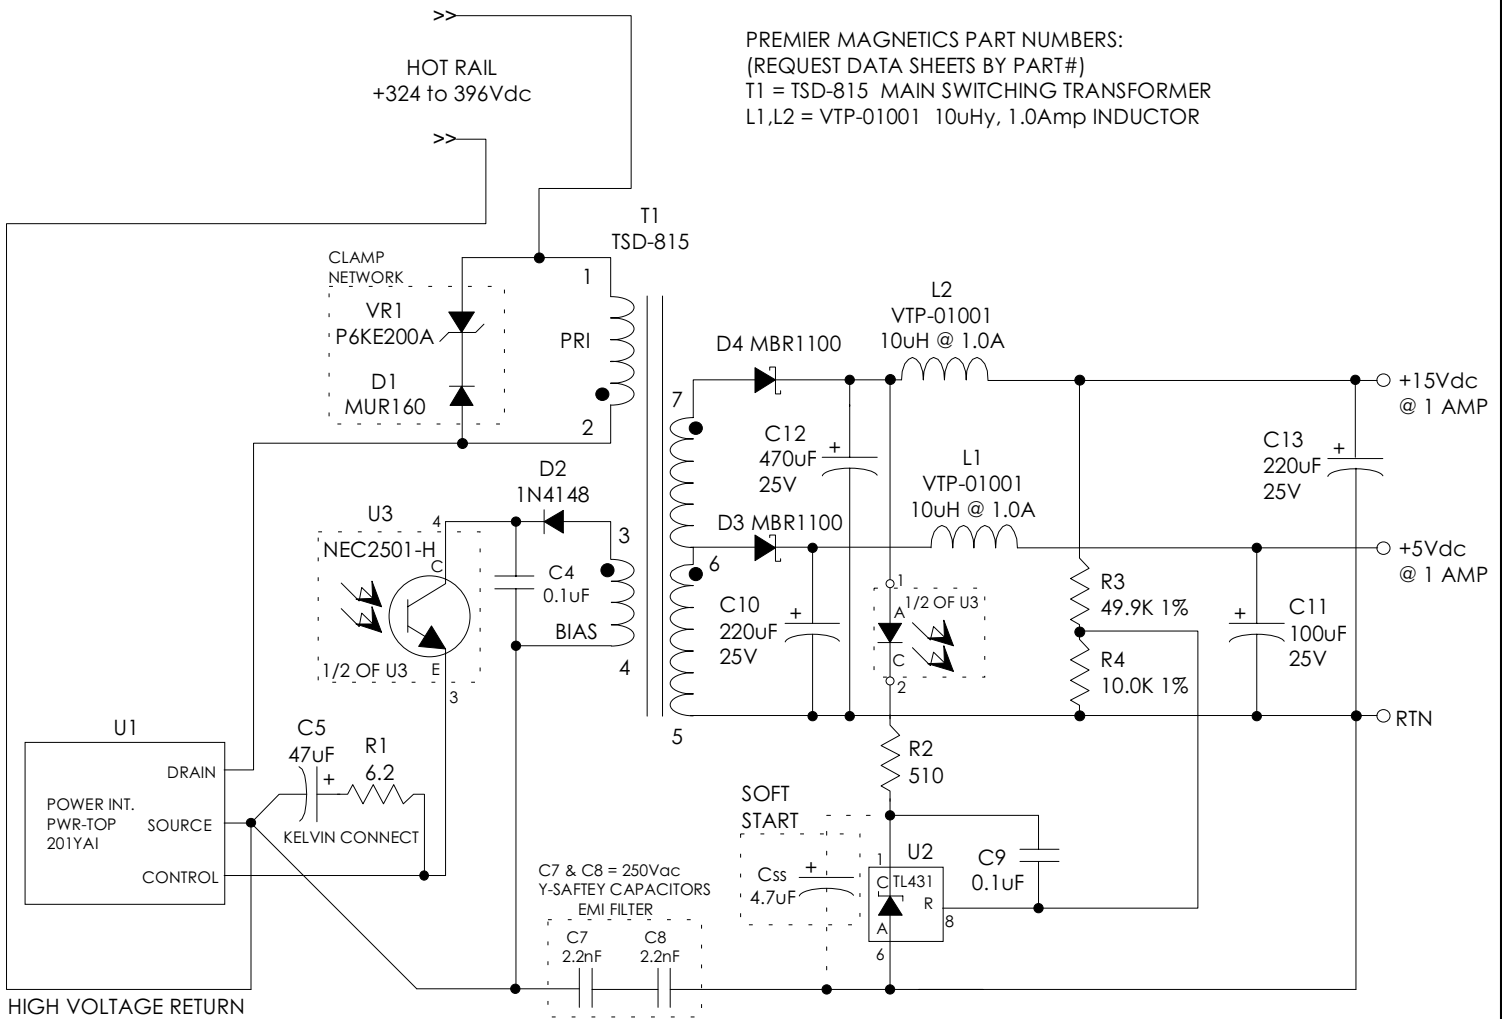 >>
HOT RAIL
+324 to 396Vdc
>>
PREMIER MAGNETICS PART NUMBERS:
(REQUEST DATA SHEETS BY PART#)
T1 = TSD-815 MAIN SWITCHING TRANSFORMER
L1,L2 = VTP-01001 10uHy, 1.0Amp INDUCTOR
T1
TSD-815
CLAMP
NETWORK
VR1
P6KE200A
D1
MUR160
1
PRI
2
D2
1N4148
3
BIAS
4
C4
0.1uF
U3
NEC2501-H
4
C
E
3
1/2 OF U3
7
6
5
D4 MBR1100
D3 MBR1100
L2
VTP-01001
10uH @ 1.0A
L1
VTP-01001
10uH @ 1.0A
C12
470uF
25V
+
C10
220uF
25V
+
C13
220uF
25V
+
C11
100uF
25V
+
+15Vdc
@ 1 AMP
+5Vdc
@ 1 AMP
RTN
1
1/2 OF U3
A
C
2
R3
49.9K 1%
R4
10.0K 1%
R2
510
U1
POWER INT.
PWR-TOP
201YAI
DRAIN
SOURCE
CONTROL
C5
47uF
+
R1
6.2
KELVIN CONNECT
C7 & C8 = 250Vac
Y-SAFTEY CAPACITORS
EMI FILTER
C7
2.2nF
C8
2.2nF
SOFT
START
Css
4.7uF
+
1
U2
C
TL431
R
A
8
6
C9
0.1uF
HIGH VOLTAGE RETURN